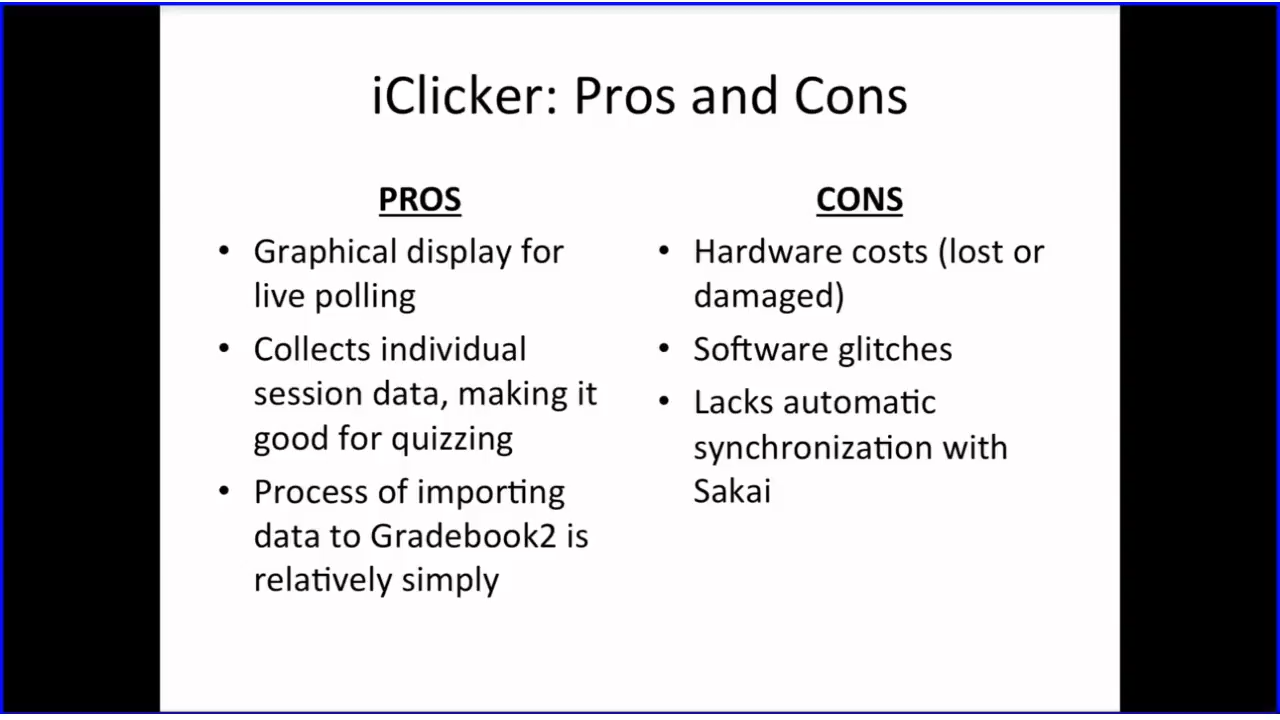 iClicker: Pros and Cons
PROS
• Graphical display for
live polling
• Collects individual
session data, making it
good for quizzing
• Process of importing
data to Gradebook2 is
relatively simply
CONS
• Hardware costs (lost or
damaged)
• Software glitches
• Lacks automatic
synchronization with
Sakai